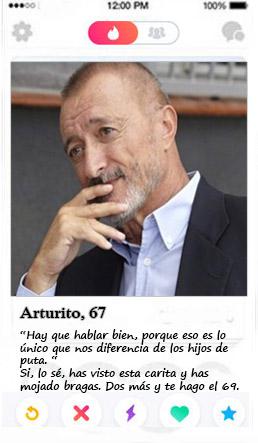 12:00 PM
100%
Arturito, 67
“Hay que hablar bien, porque eso es lo
único que nos diferencia de los hijos de
puta. “
Si, lo sé, has visto esta carita y has
mojado bragas. Dos más y te hago el 69.